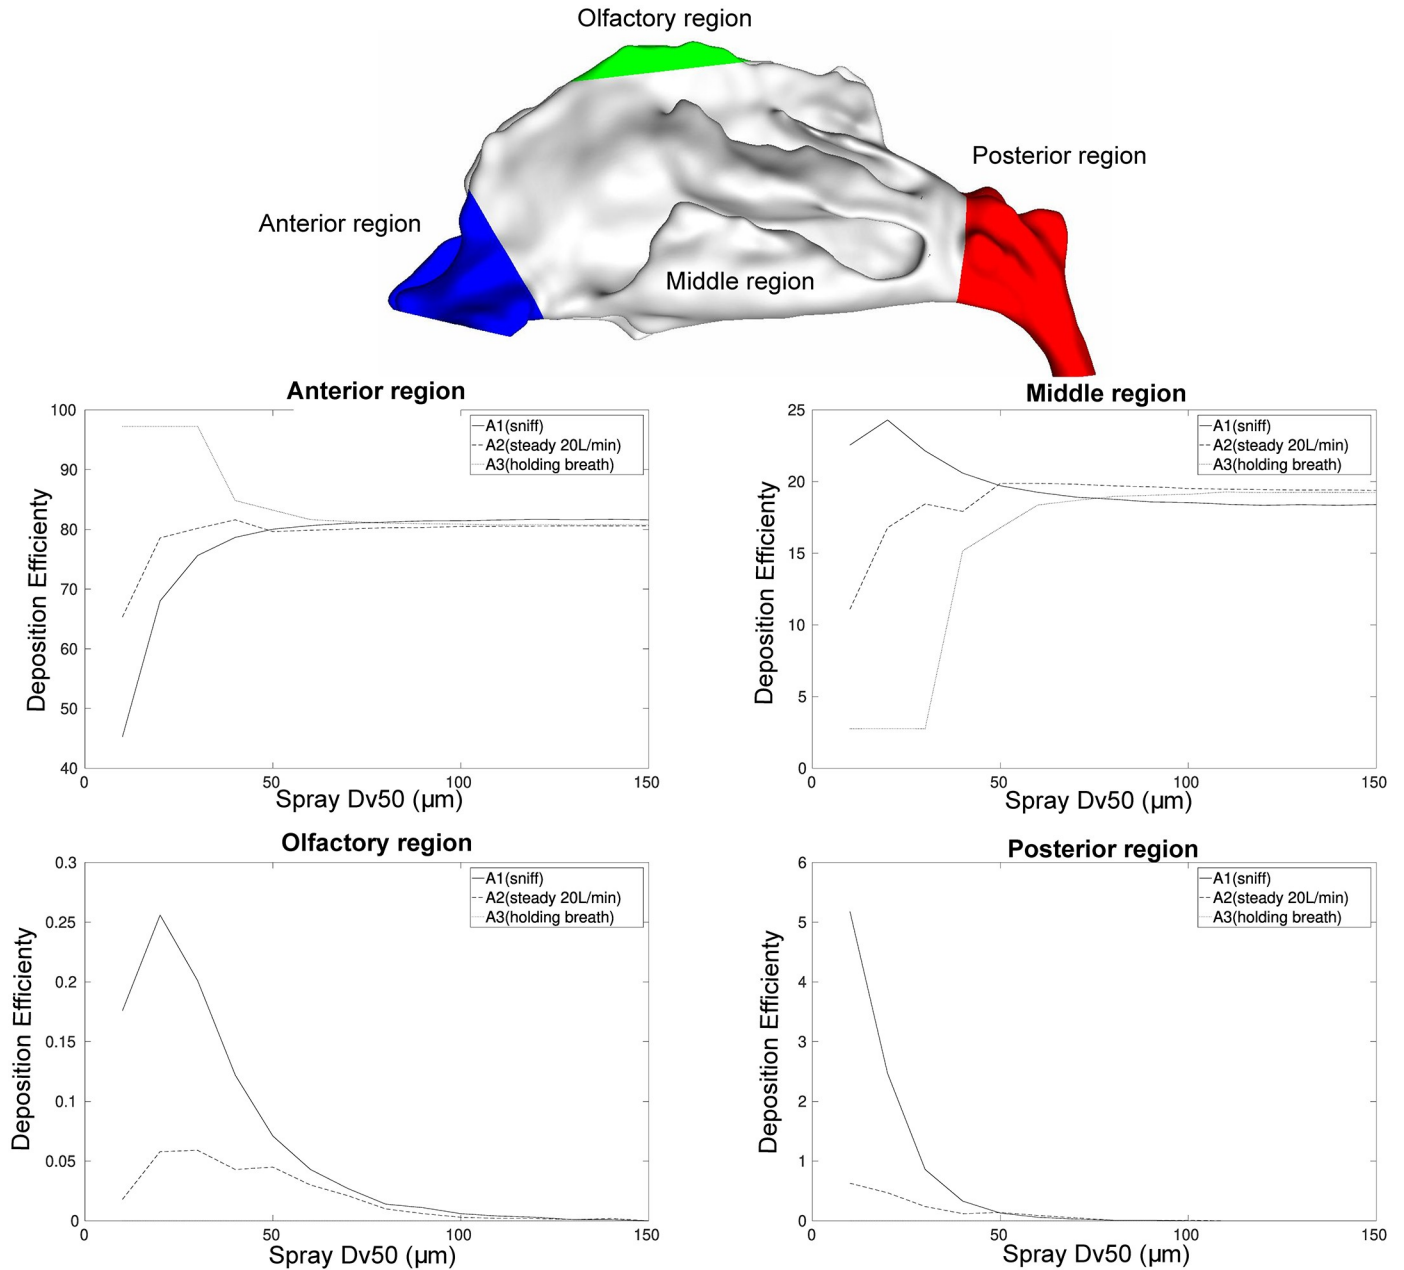 Olfactory region
Posterior region
Anterior region
Middle region
Anterior region
100
90
80
70
60
50
40
0
50
100
150
A1(sniff)
A2(steady 20L/min)
A3(holding breath)
Deposition Efficienty
Spray Dv50 (µm)
Middle region
25
20
15
10
5
0
0
50
100
150
A1(sniff)
A2(steady 20L/min)
A3(holding breath)
Deposition Efficienty
Spray Dv50 (µm)
Olfactory region
0.3
0.25
0.2
0.15
0.1
0.05
0
0
50
100
150
A1(sniff)
A2(steady 20L/min)
A3(holding breath)
Deposition Efficienty
Spray Dv50 (µm)
Posterior region
6
5
4
3
2
1
0
0
50
100
150
A1(sniff)
A2(steady 20L/min)
A3(holding breath)
Deposition Efficienty
Spray Dv50 (µm)